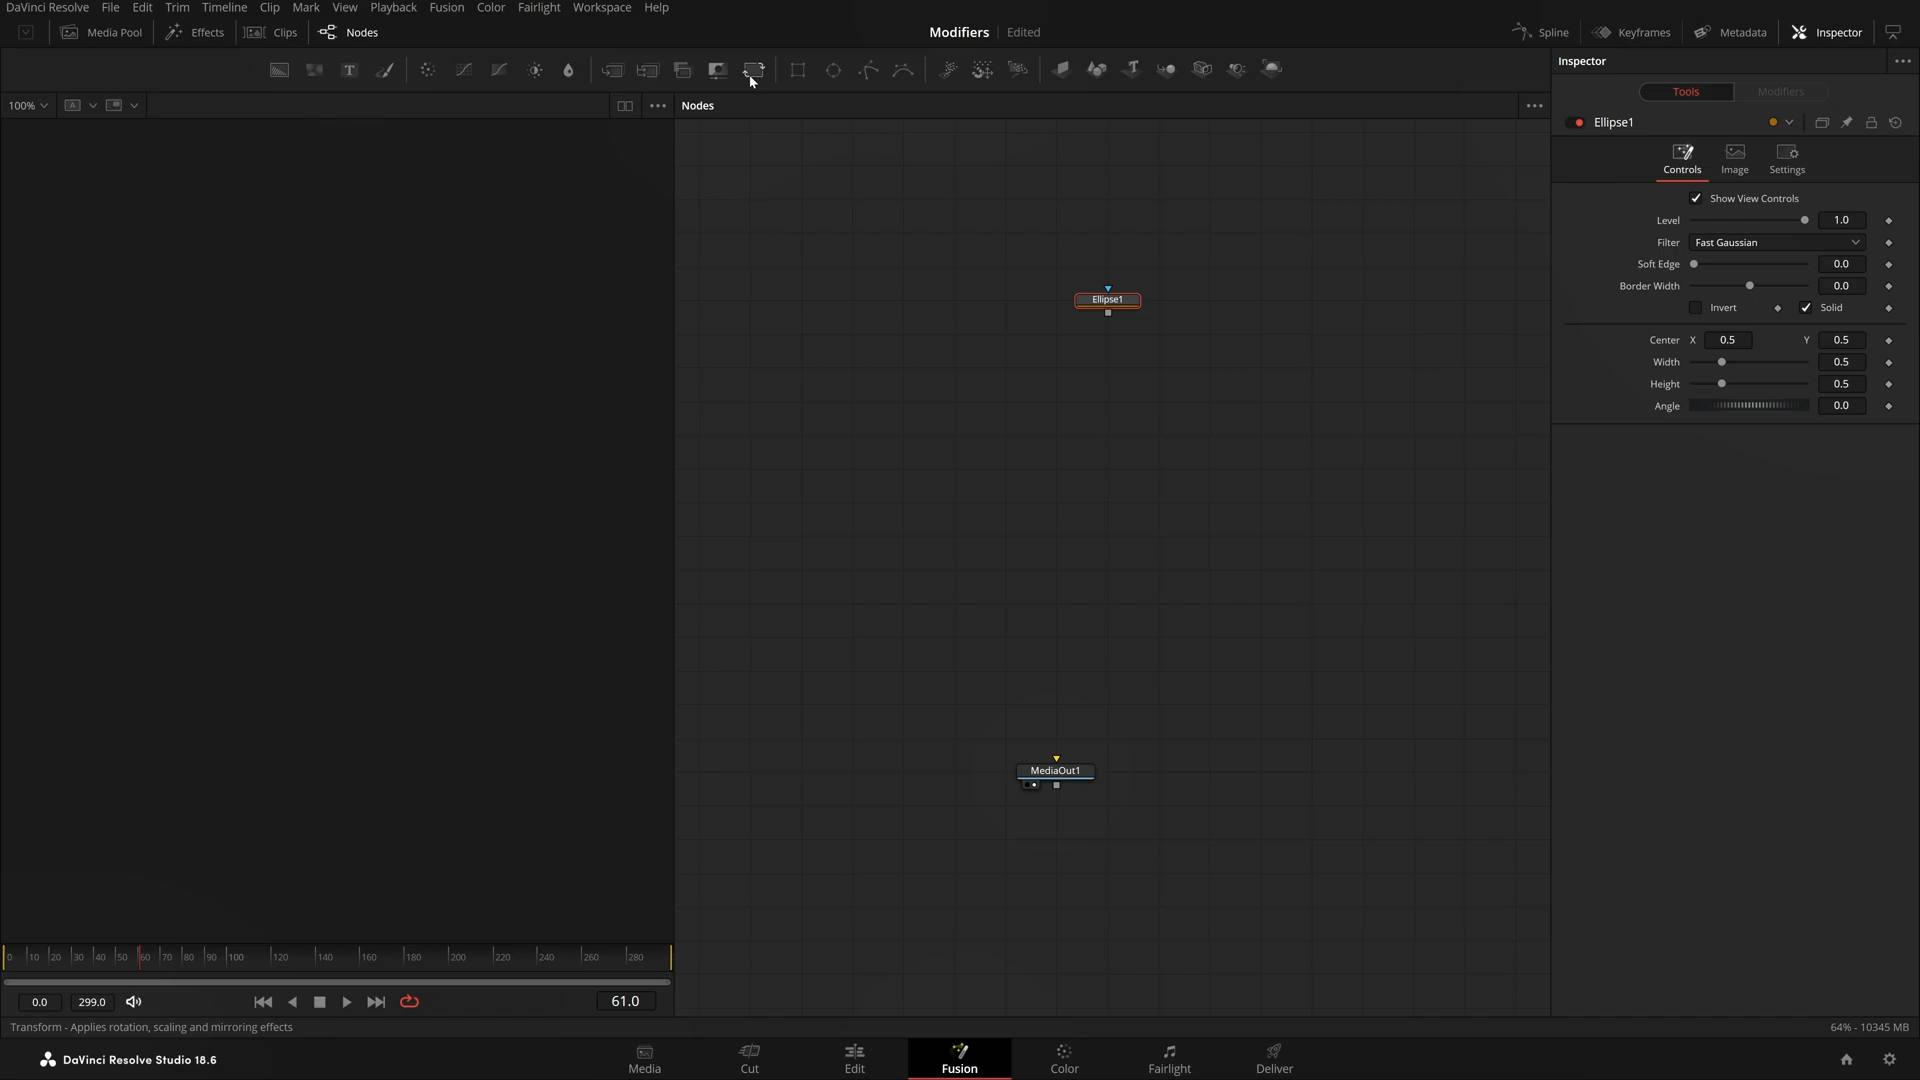 DaVinci Resolve File Edit Trim Timeline Clip Mark View Playback Fusion Color Fairlight Workspace Help
Media Pool Effects Clips Nodes Modifiers Edited Spline Keyframes Metadata Inspector
T
Inspector
Tools Modifiers
100% A Nodes
Ellipse1
Controls Image Settings
Show View Controls
Level 1.0
Filter Fast Gaussian
Soft Edge 0.0
Border Width 0.0
Invert Solid
Center X 0.5 Y 0.5
Width 0.5
Height 0.5
Angle 0.0
Ellipse1
MediaOut1
0 10 20 30 40 50 60 70 80 90 100 120 140 160 180 200 220 240 260 280
0.0 299.0 61.0
Transform - Applies rotation, scaling and mirroring effects 64% - 10345 MB
DaVinci Resolve Studio 18.6
Media Cut Edit Fusion Color Fairlight Deliver